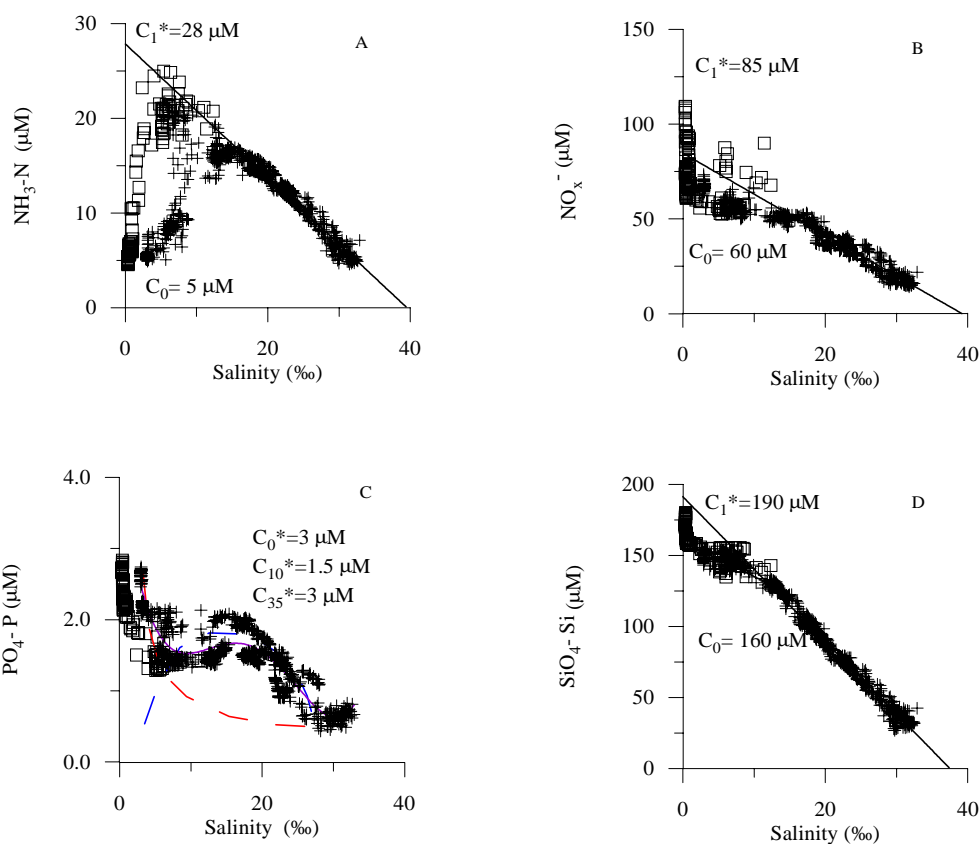 C₁*=28 μM
A
30
20
10
0
NH₃-N (μM)
C₀= 5 μM
0 20 40
Salinity (‰)
C₁*=85 μM
B
150
100
50
0
NOₓ⁻ (μM)
C₀= 60 μM
0 20 40
Salinity (‰)
C
4.0
2.0
0.0
PO₄- P (μM)
C₀*=3 μM
C₁₀*=1.5 μM
C₃₅*=3 μM
0 20 40
Salinity (‰)
C₁*=190 μM
D
200
150
100
50
0
SiO₄- Si (μM)
C₀= 160 μM
0 20 40
Salinity (‰)